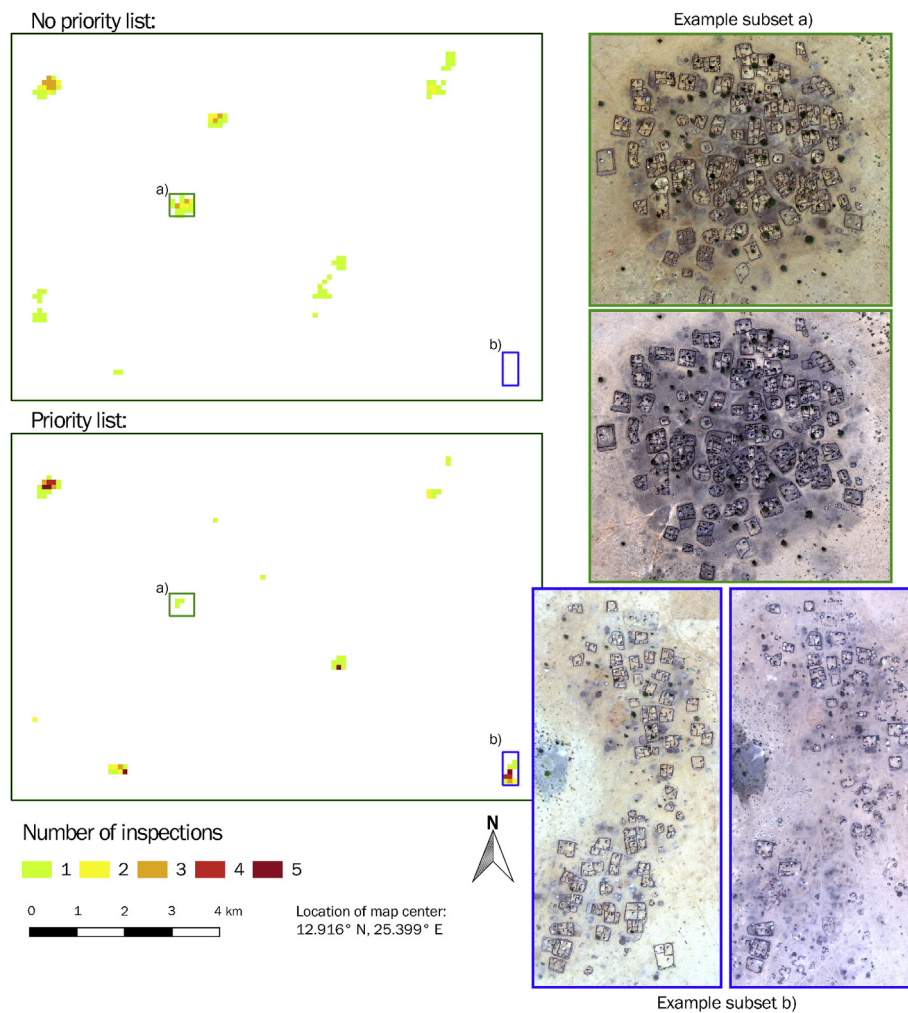 No priority list:
Example subset a)
a)
b)
Priority list:
a)
b)
Number of inspections
1 2 3 4 5
N
0 1 2 3 4 km
Location of map center:
12.916° N, 25.399° E
Example subset b)